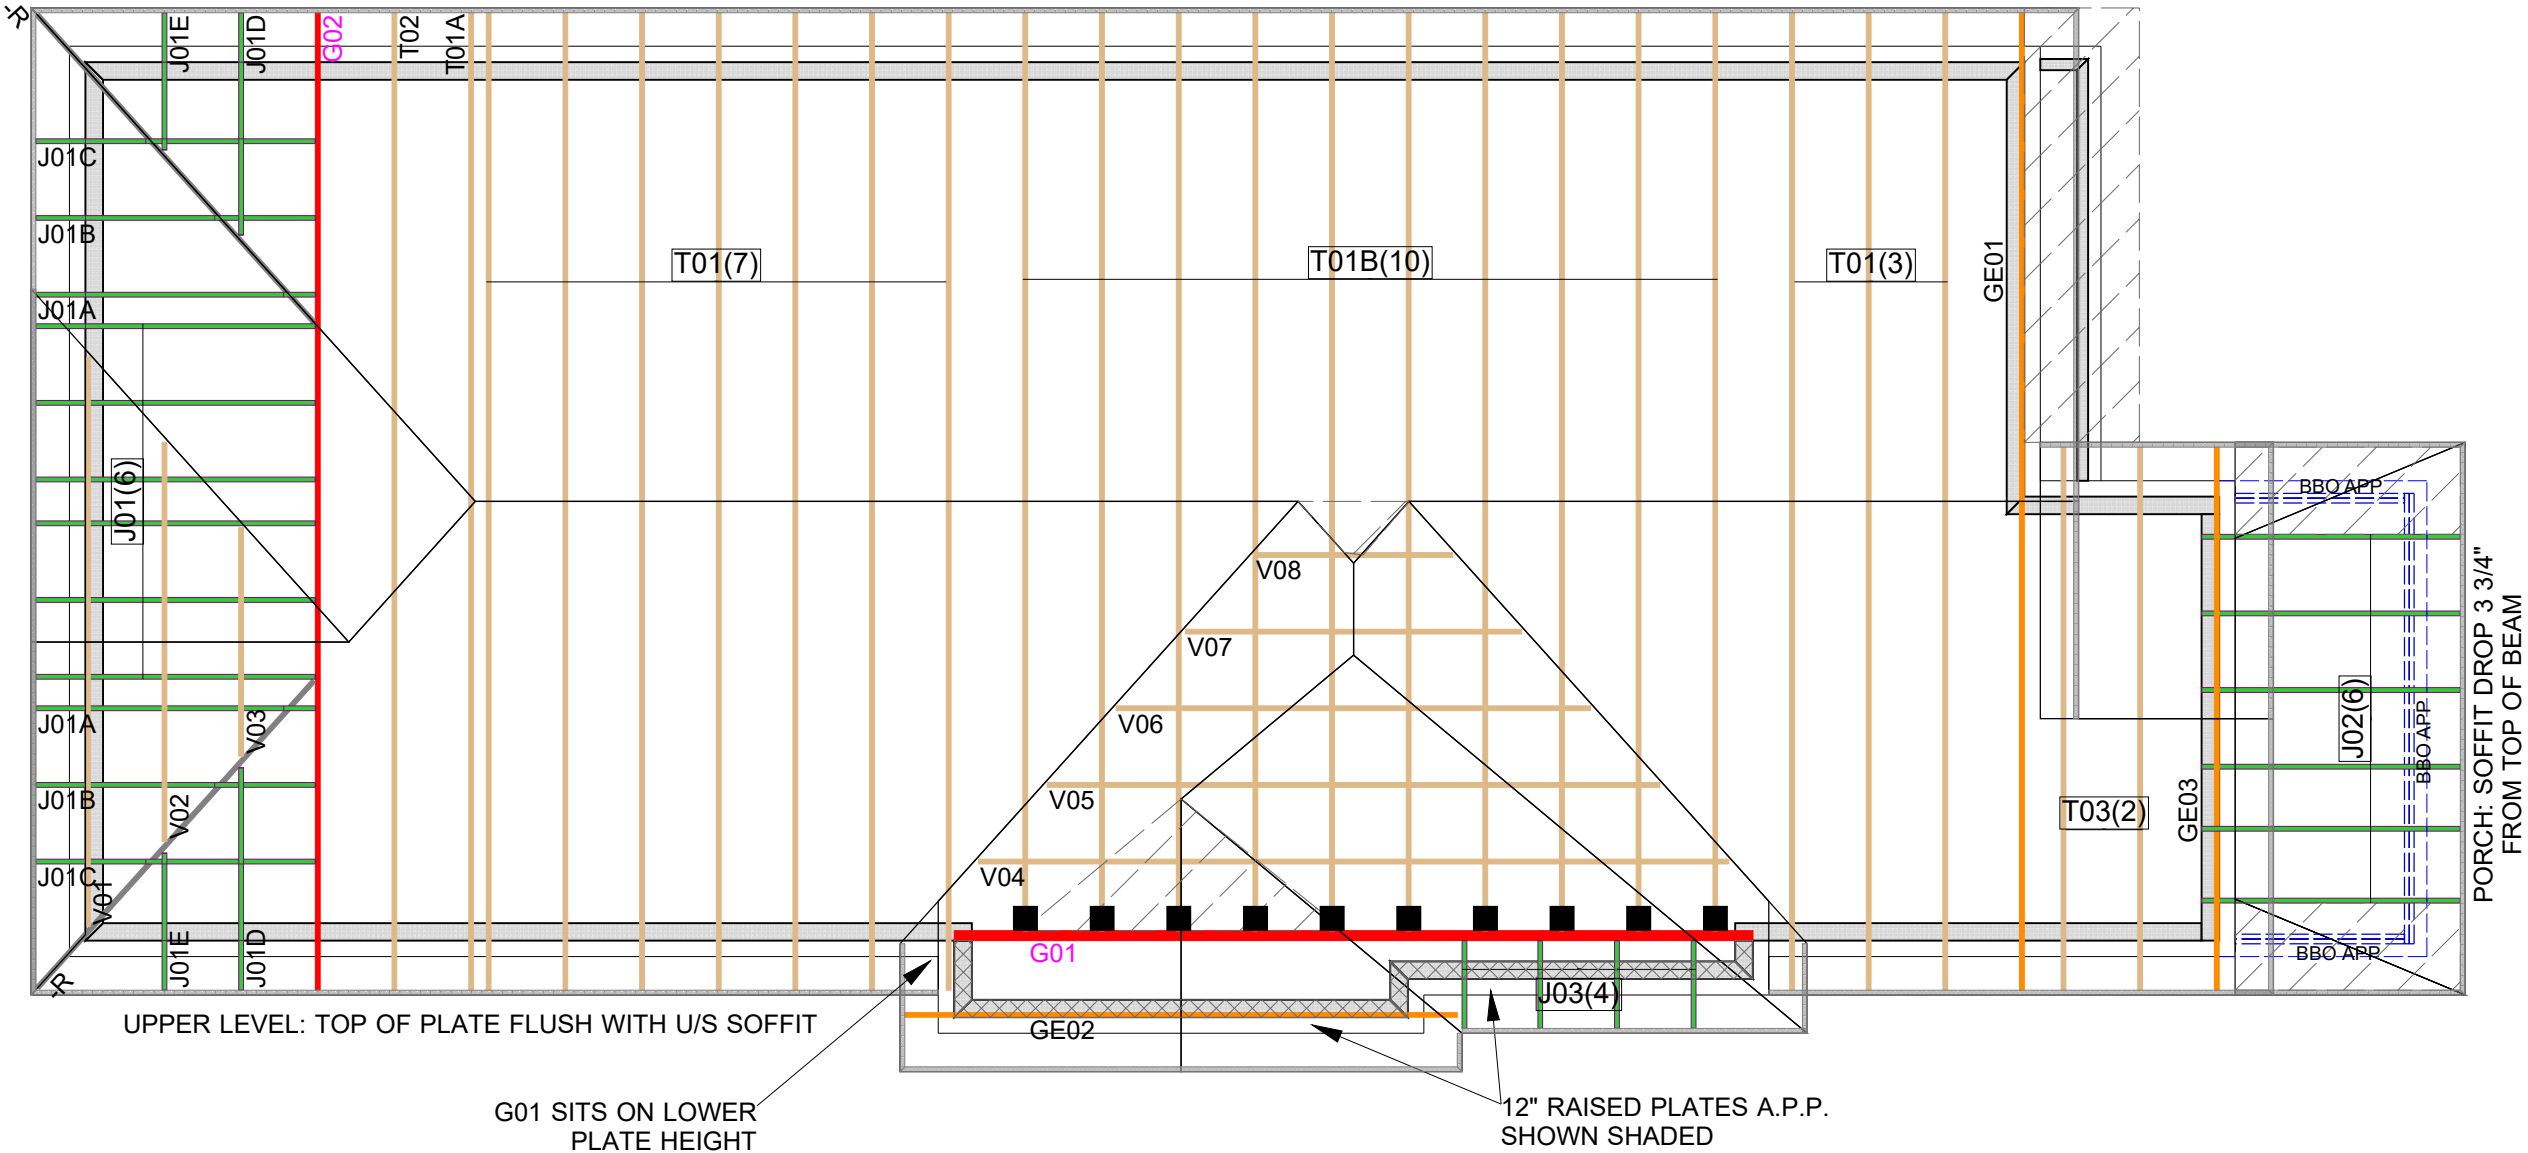 -R
J01E
J01D
G02
T02
T01A
J01C
J01B
J01A
T01(7)
T01B(10)
T01(3)
GE01
J01(6)
BBO APP
V08
V07
V06
V05
V04
J01A
J01B
J01C
V03
V02
V01
J01E
J01D
-R
G01
GE02
J03(4)
T03(2)
GE03
J02(6)
BBO APP
BBO APP
PORCH: SOFFIT DROP 3 3/4"
FROM TOP OF BEAM
UPPER LEVEL: TOP OF PLATE FLUSH WITH U/S SOFFIT
G01 SITS ON LOWER
PLATE HEIGHT
12" RAISED PLATES A.P.P.
SHOWN SHADED